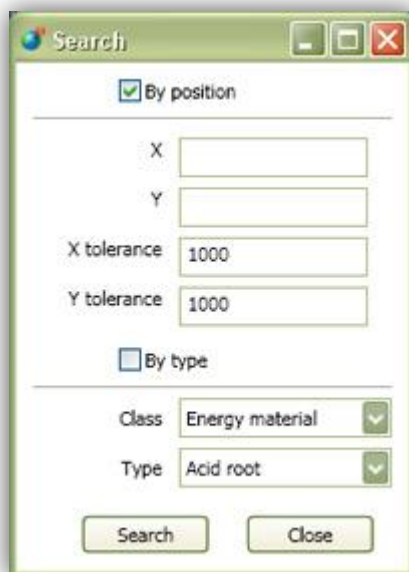 Search
By position
X
Y
X tolerance 1000
Y tolerance 1000
By type
Class Energy material
Type Acid root
Search Close